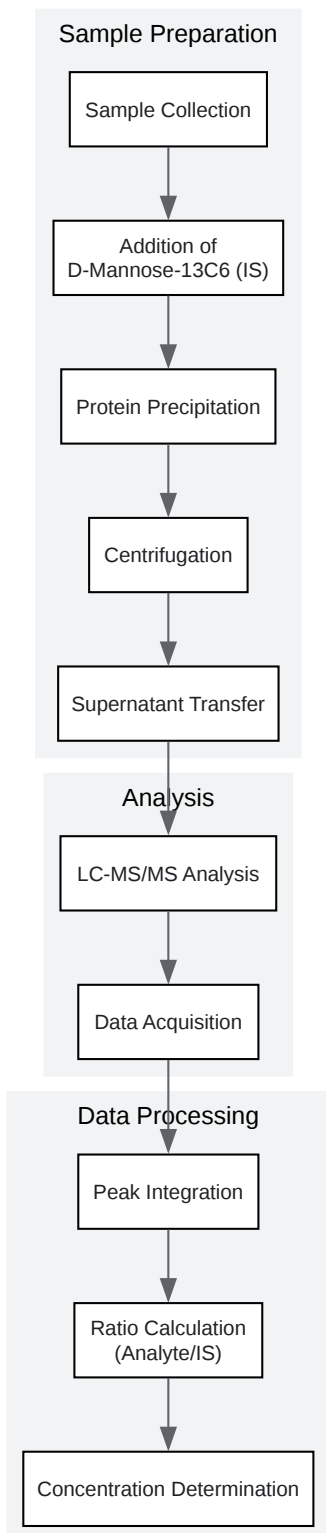 Sample Preparation
Sample Collection
Addition of
D-Mannose-13C6 (IS)
Protein Precipitation
Centrifugation
Supernatant Transfer
Analysis
LC-MS/MS Analysis
Data Acquisition
Data Processing
Peak Integration
Ratio Calculation
(Analyte/IS)
Concentration Determination